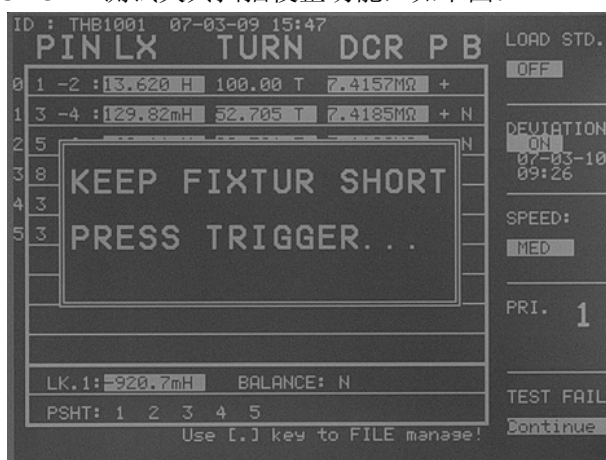 ID : THB1001 07-03-09 15:47
PIN LX TURN DCR P B
0 1 -2 :13.620 H 100.00 T 7.4157MΩ +
1 3 -4 :129.82mH 52.705 T 7.4185MΩ + N
2 5 N
3 8
4 3
5 3
KEEP FIXTUR SHORT
PRESS TRIGGER...
LK.1:-920.7mH BALANCE: N
PSHT: 1 2 3 4 5
Use [.] key to FILE manage!
LOAD STD.
OFF
DEVIATION
ON
07-03-10
09:26
SPEED:
MED
PRI. 1
TEST FAIL
Continue